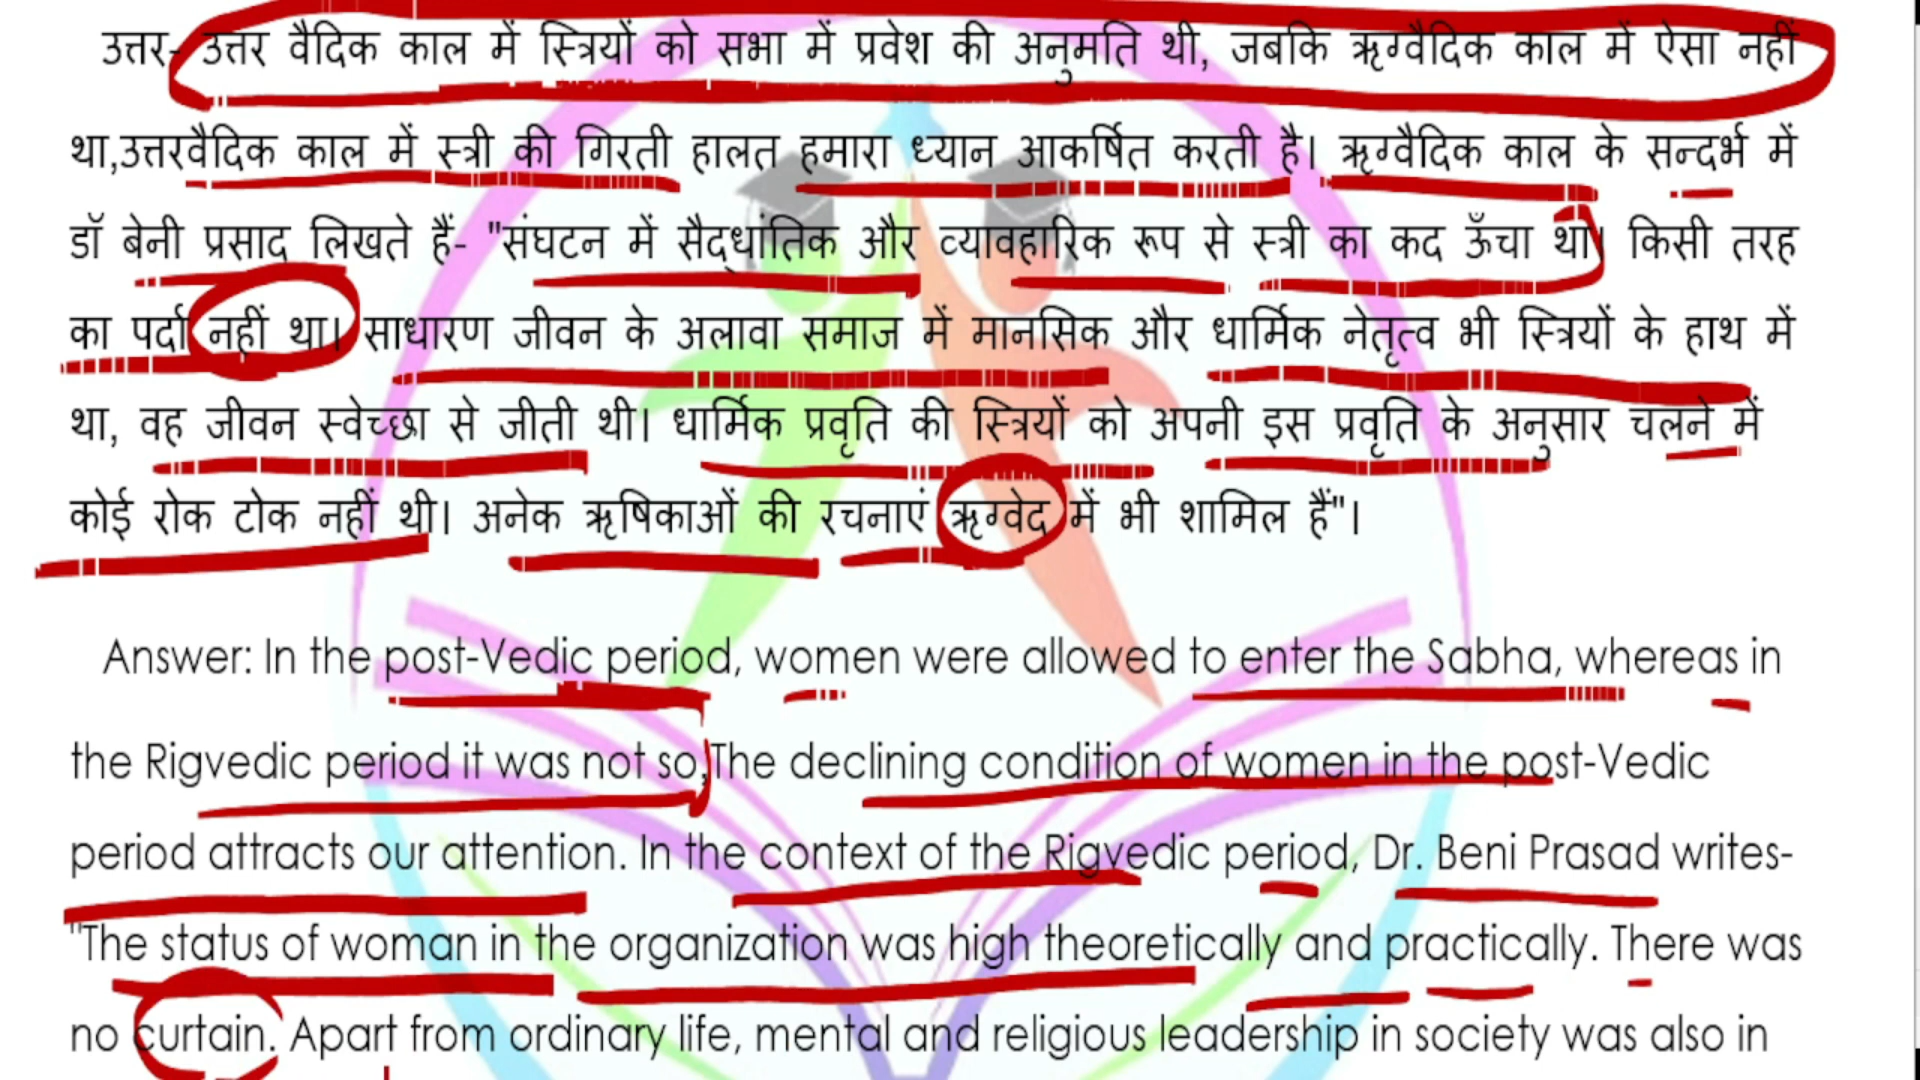 उत्तर- उत्तर वैदिक काल में स्त्रियों को सभा में प्रवेश की अनुमति थी, जबकि ऋग्वैदिक काल में ऐसा नहीं
था,उत्तरवैदिक काल में स्त्री की गिरती हालत हमारा ध्यान आकर्षित करती है। ऋग्वैदिक काल के सन्दर्भ में
डॉ बेनी प्रसाद लिखते हैं- "संघटन में सैद्धांतिक और व्यावहारिक रूप से स्त्री का कद ऊँचा था। किसी तरह
का पर्दा नहीं था। साधारण जीवन के अलावा समाज में मानसिक और धार्मिक नेतृत्व भी स्त्रियों के हाथ में
था, वह जीवन स्वेच्छा से जीती थी। धार्मिक प्रवृति की स्त्रियों को अपनी इस प्रवृति के अनुसार चलने में
कोई रोक टोक नहीं थी। अनेक ऋषिकाओं की रचनाएं ऋग्वेद में भी शामिल हैं"।
Answer: In the post-Vedic period, women were allowed to enter the Sabha, whereas in
the Rigvedic period it was not so,The declining condition of women in the post-Vedic
period attracts our attention. In the context of the Rigvedic period, Dr. Beni Prasad writes-
"The status of woman in the organization was high theoretically and practically. There was
no curtain. Apart from ordinary life, mental and religious leadership in society was also in